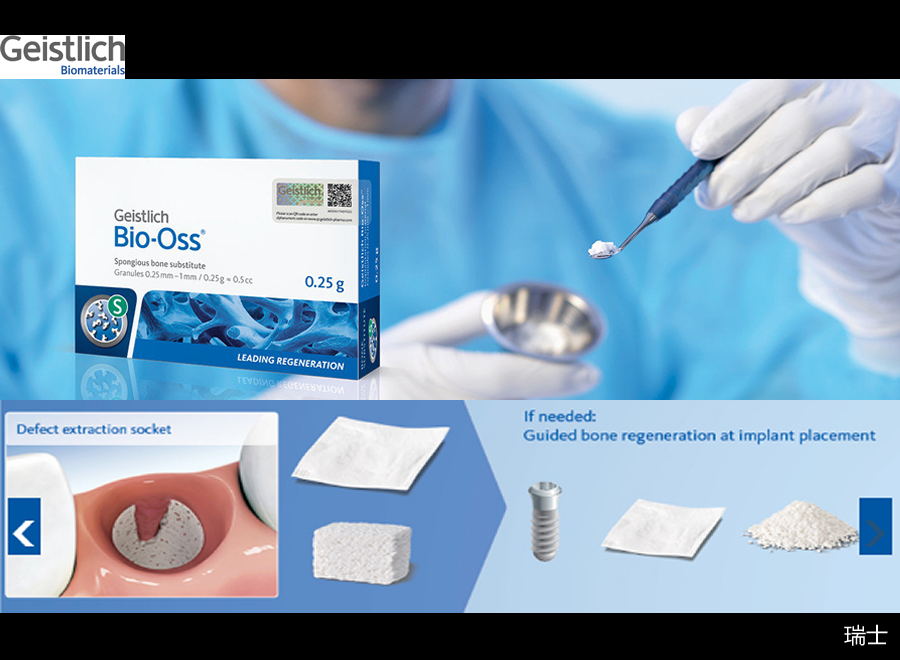 Geistlich
Biomaterials
Geistlich
Geistlich
Bio-Oss®
Spongious bone substitute
Granules 0.25 mm – 1 mm / 0.25 g ≈ 0.5 cc
0.25 g
S
LEADING REGENERATION
Defect extraction socket
If needed:
Guided bone regeneration at implant placement
瑞士